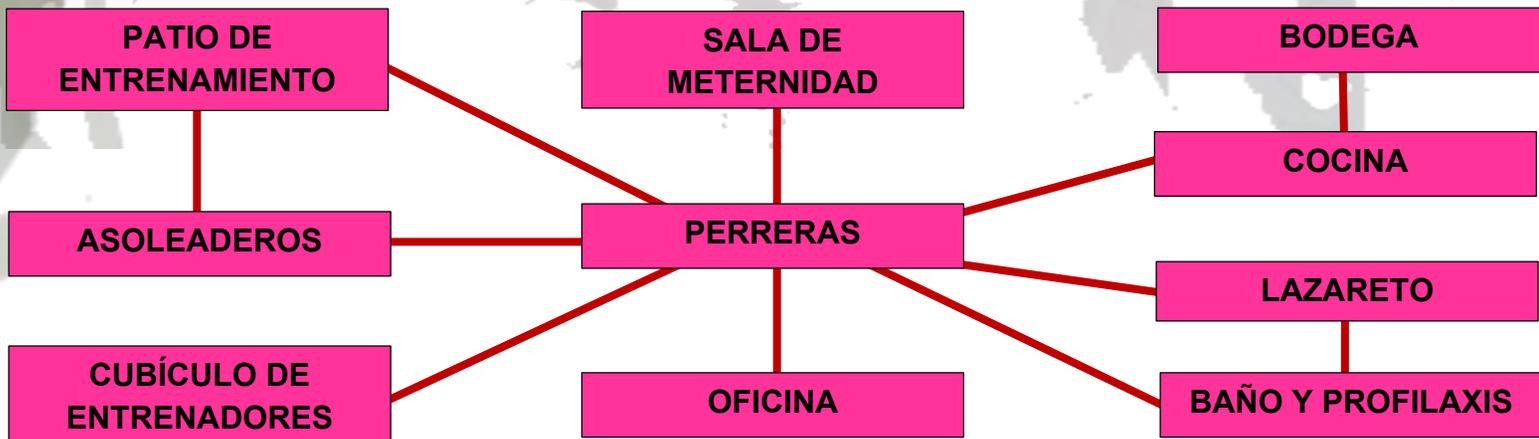 PATIO DE
ENTRENAMIENTO
SALA DE
METERNIDAD
BODEGA
COCINA
ASOLEADEROS
PERRERAS
LAZARETO
CUBÍCULO DE
ENTRENADORES
OFICINA
BAÑO Y PROFILAXIS